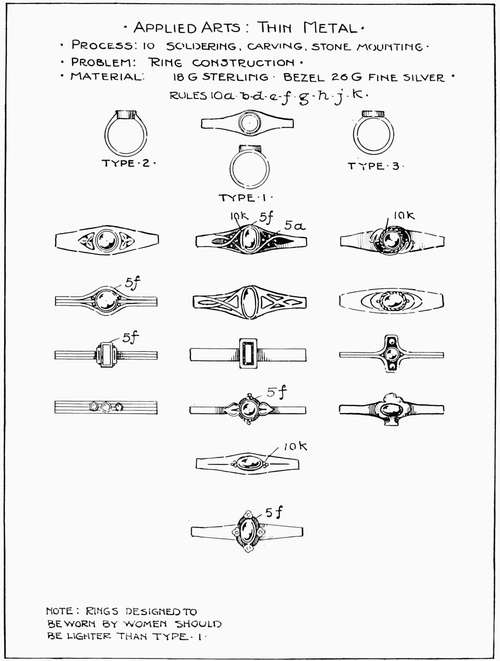 · APPLIED ARTS: THIN METAL ·
· PROCESS: 10 SOLDERING, CARVING, STONE MOUNTING ·
· PROBLEM: RING CONSTRUCTION ·
· MATERIAL: 18 G STERLING · BEZEL 26 G FINE SILVER ·
RULES 10a·b·d·e·f·g·h·j·k·
TYPE·2·
TYPE·1·
TYPE·3·
10k 5f 5a
10k
5f
5f
5f
10k
5f
NOTE: RINGS DESIGNED TO
BE WORN BY WOMEN SHOULD
BE LIGHTER THAN TYPE·1·